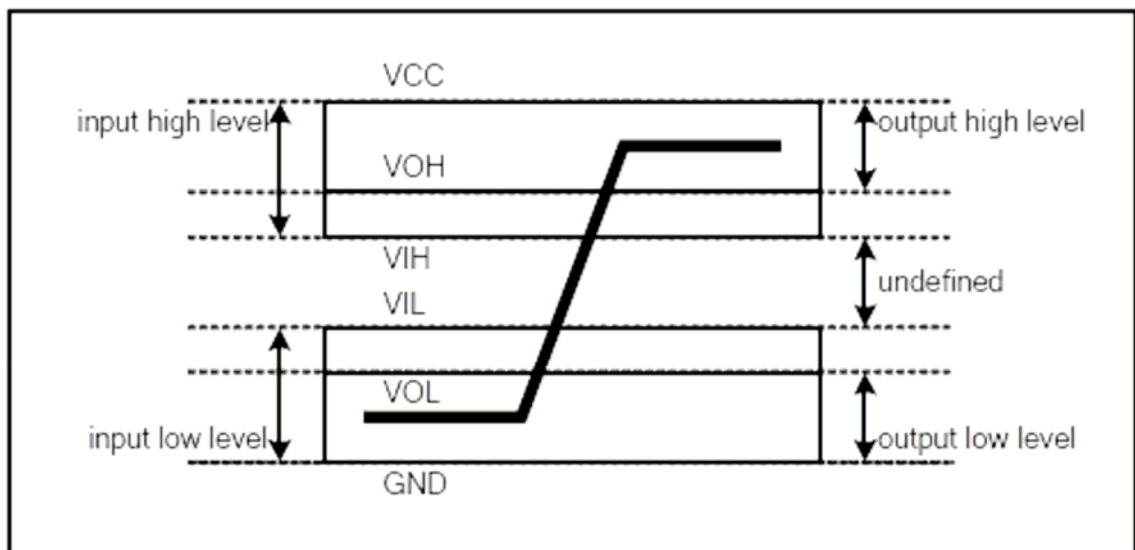 VCC
input high level
output high level
VOH
VIH
undefined
VIL
VOL
input low level
output low level
GND